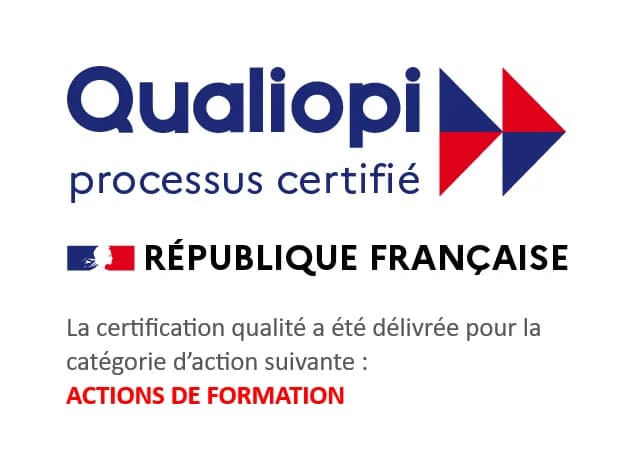 Qualiopi
processus certifié
RÉPUBLIQUE FRANÇAISE
La certification qualité a été délivrée pour la
catégorie d’action suivante :
ACTIONS DE FORMATION